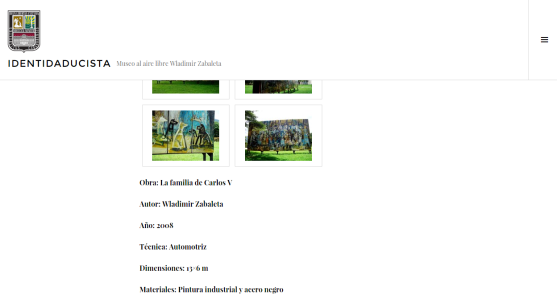 IDENTIDADUCISTA Museo al aire libre Wladimir Zabaleta
Obra: La familia de Carlos V
Autor: Wladimir Zabaleta
Año: 2008
Técnica: Automotriz
Dimensiones: 15×6 m
Materiales: Pintura industrial y acero negro